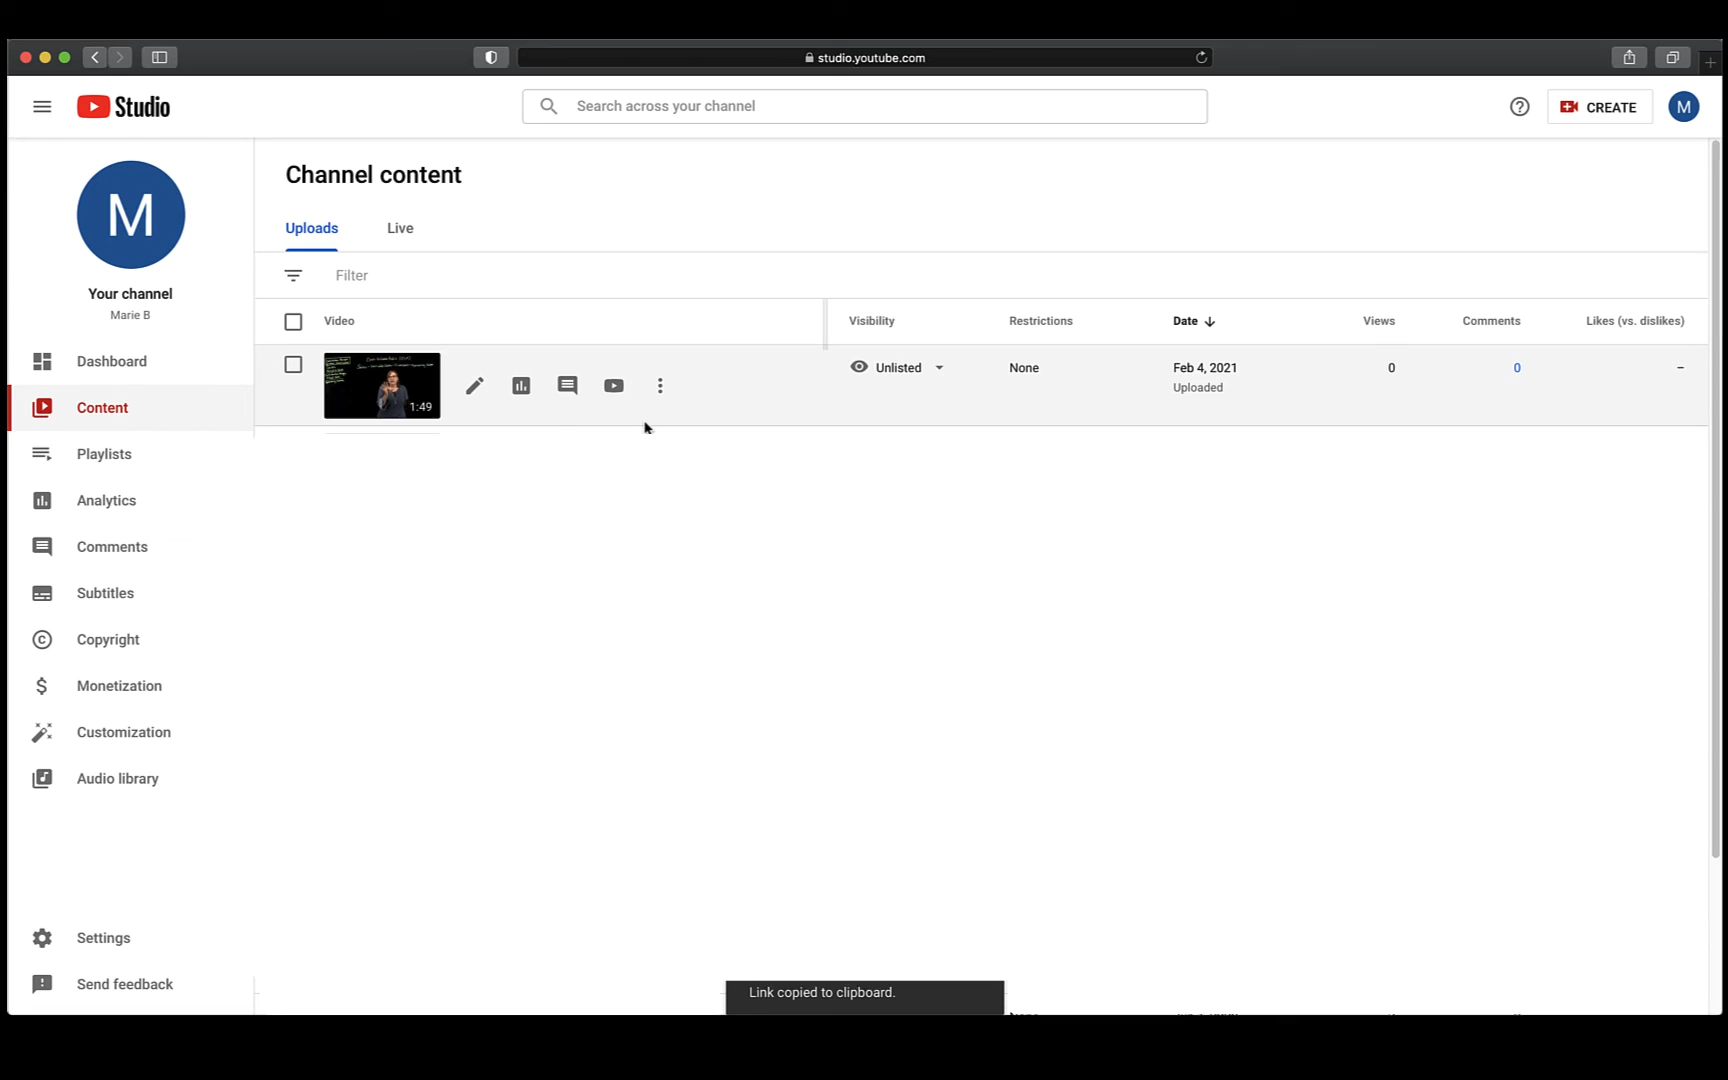 studio.youtube.com
Studio
Search across your channel
CREATE
M
M
Your channel
Marie B
Dashboard
Content
Playlists
Analytics
Comments
Subtitles
Copyright
Monetization
Customization
Audio library
Settings
Send feedback
Channel content
Uploads
Live
Filter
Video
Visibility
Restrictions
Date
Views
Comments
Likes (vs. dislikes)
1:49
Unlisted
None
Feb 4, 2021
Uploaded
0
0
–
Link copied to clipboard.